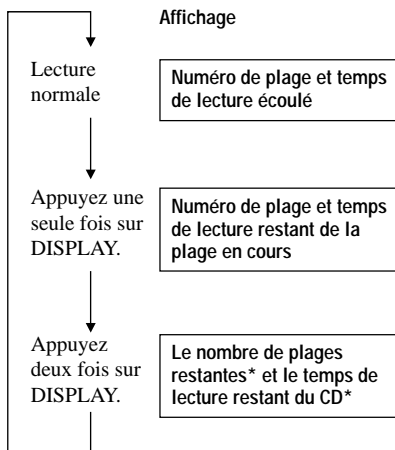 Affichage
Lecture
normale
Numéro de plage et temps
de lecture écoulé
Appuyez une
seule fois sur
DISPLAY.
Numéro de plage et temps
de lecture restant de la
plage en cours
Appuyez
deux fois sur
DISPLAY.
Le nombre de plages
restantes* et le temps de
lecture restant du CD*